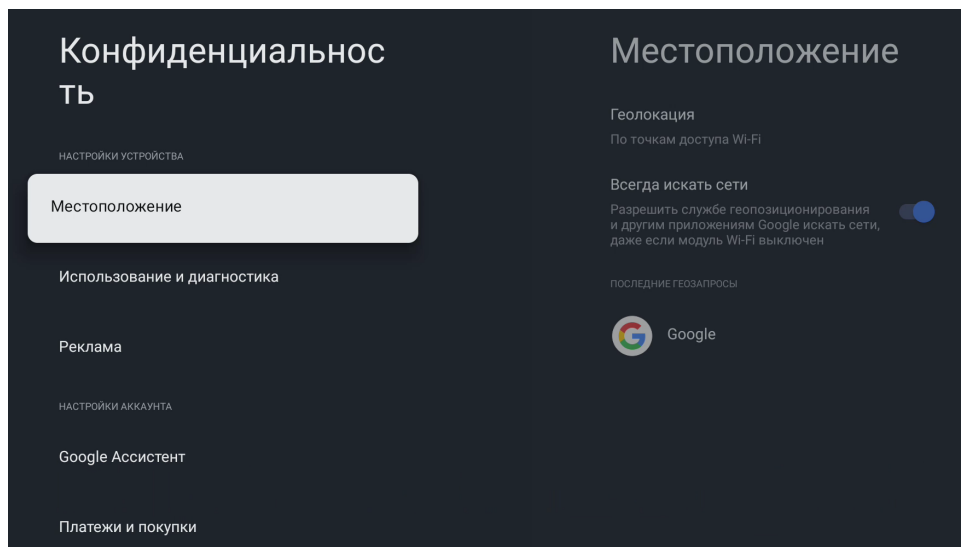 Конфиденциальнос
ть
НАСТРОЙКИ УСТРОЙСТВА
Местоположение
Использование и диагностика
Реклама
НАСТРОЙКИ АККАУНТА
Google Ассистент
Платежи и покупки
Местоположение
Геолокация
По точкам доступа Wi-Fi
Всегда искать сети
Разрешить службе геопозиционирования
и другим приложениям Google искать сети,
даже если модуль Wi-Fi выключен
ПОСЛЕДНИЕ ГЕОЗАПРОСЫ
Google